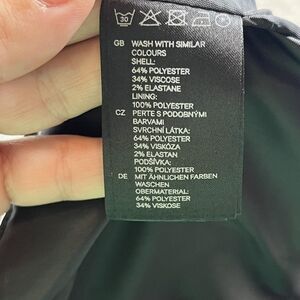 30
GB WASH WITH SIMILAR
COLOURS
SHELL:
64% POLYESTER
34% VISCOSE
2% ELASTANE
LINING:
100% POLYESTER
CZ PERTE S PODOBNÝMI
BARVAMI
SVRCHNÍ LÁTKA:
64% POLYESTER
34% VISKÓZA
2% ELASTAN
PODŠÍVKA:
100% POLYESTER
DE MIT ÄHNLICHEN FARBEN
WASCHEN
OBERMATERIAL:
64% POLYESTER
34% VISKOSE